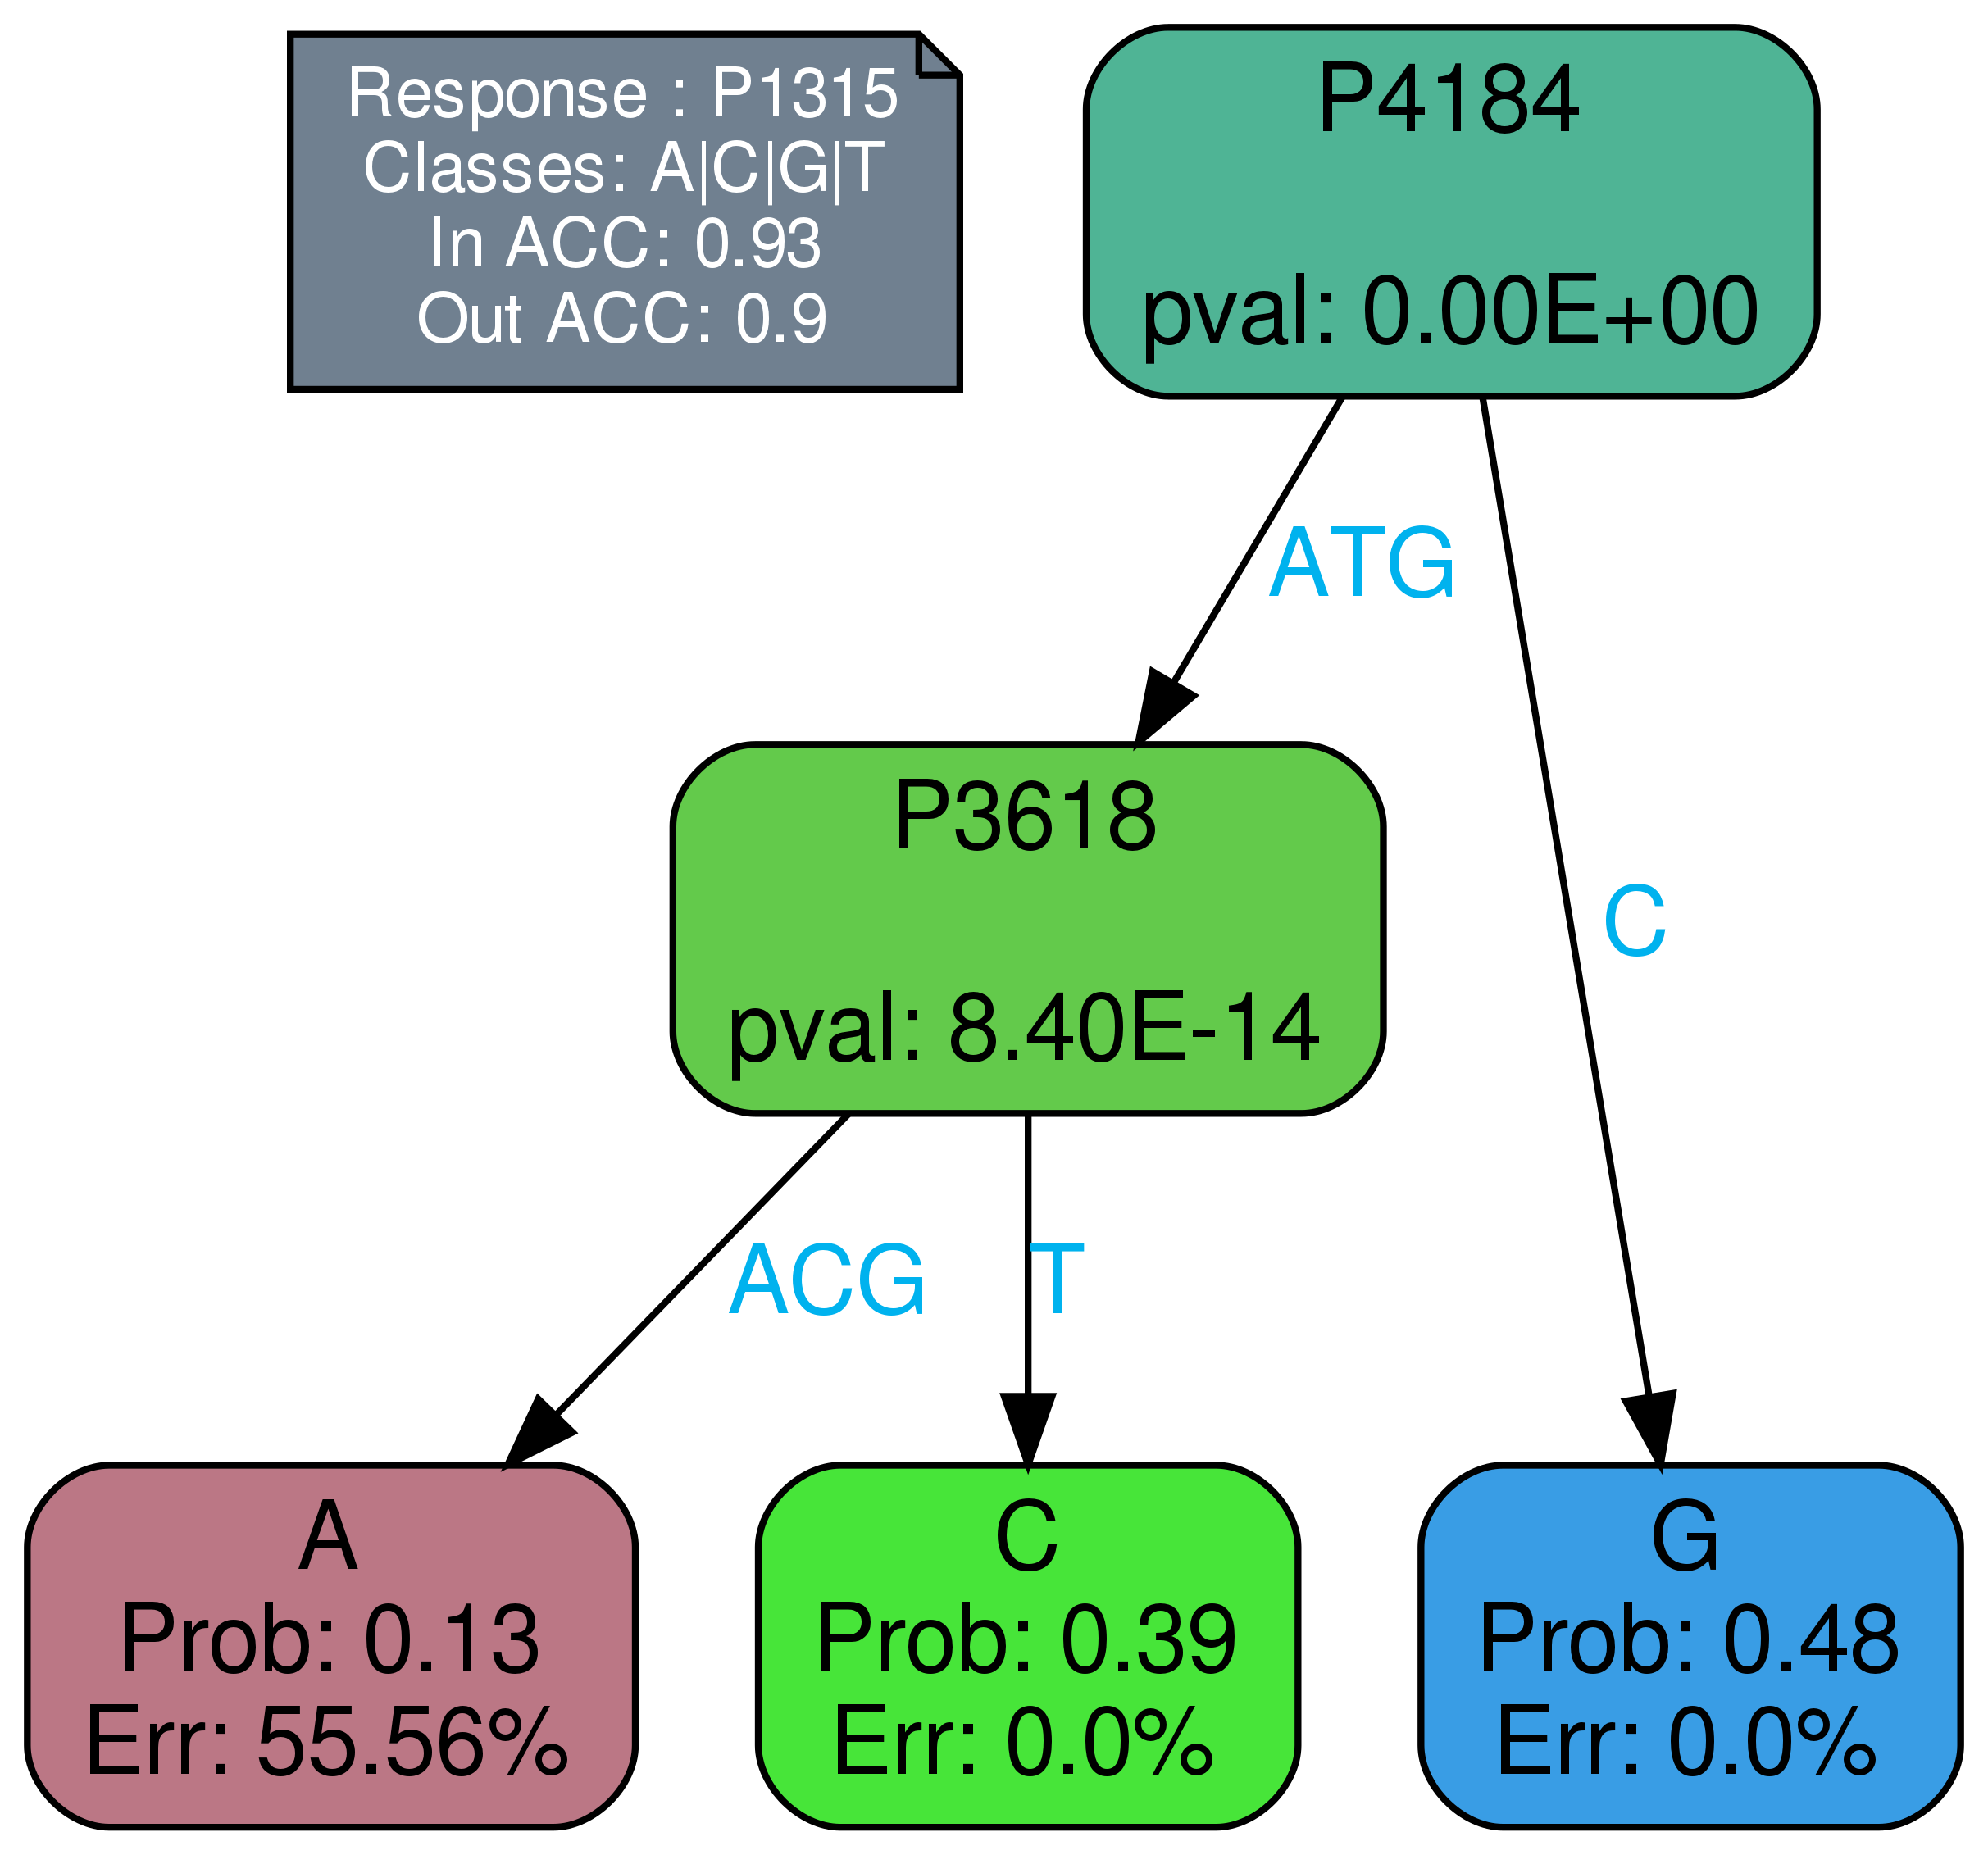 Response : P1315
Classes: A|C|G|T
In ACC: 0.93
Out ACC: 0.9
P4184
pval: 0.00E+00
ATG
C
P3618
pval: 8.40E-14
ACG
T
A
Prob: 0.13
Err: 55.56%
C
Prob: 0.39
Err: 0.0%
G
Prob: 0.48
Err: 0.0%